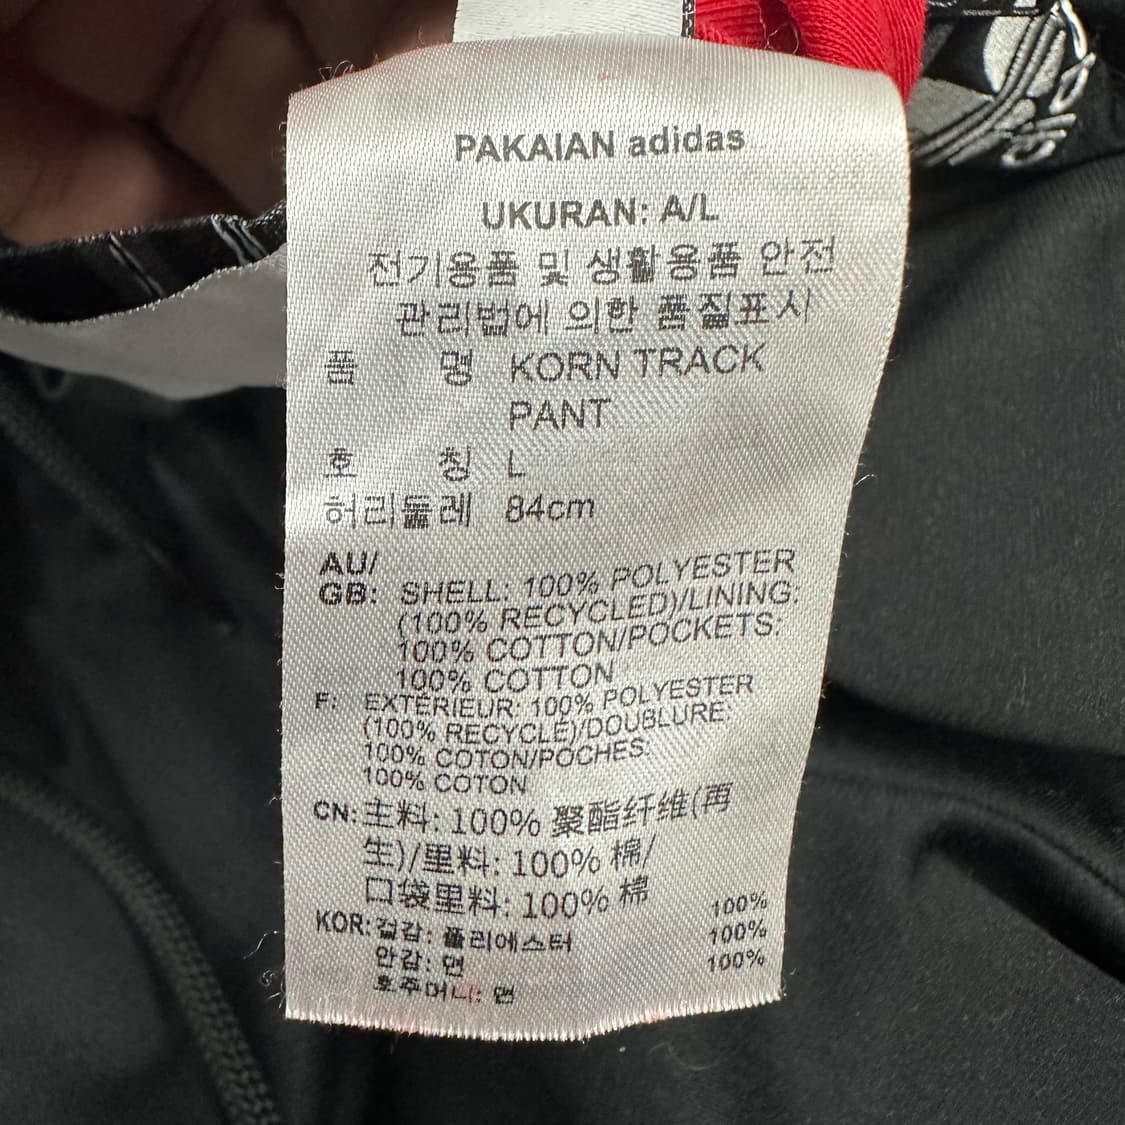 PAKAIAN adidas
UKURAN: A/L
전기용품 및 생활용품 안전
관리법에 의한 품질표시
품 명 KORN TRACK
PANT
호 칭 L
허리둘레 84cm
AU/
GB: SHELL: 100% POLYESTER
(100% RECYCLED)/LINING:
100% COTTON/POCKETS:
100% COTTON
F: EXTÉRIEUR: 100% POLYESTER
(100% RECYCLÉ)/DOUBLURE:
100% COTON/POCHES:
100% COTON
CN: 主料: 100% 聚酯纤维(再
生)/里料: 100% 棉/
口袋里料: 100% 棉
KOR: 겉감: 폴리에스터 100%
안감: 면 100%
호주머니: 면 100%